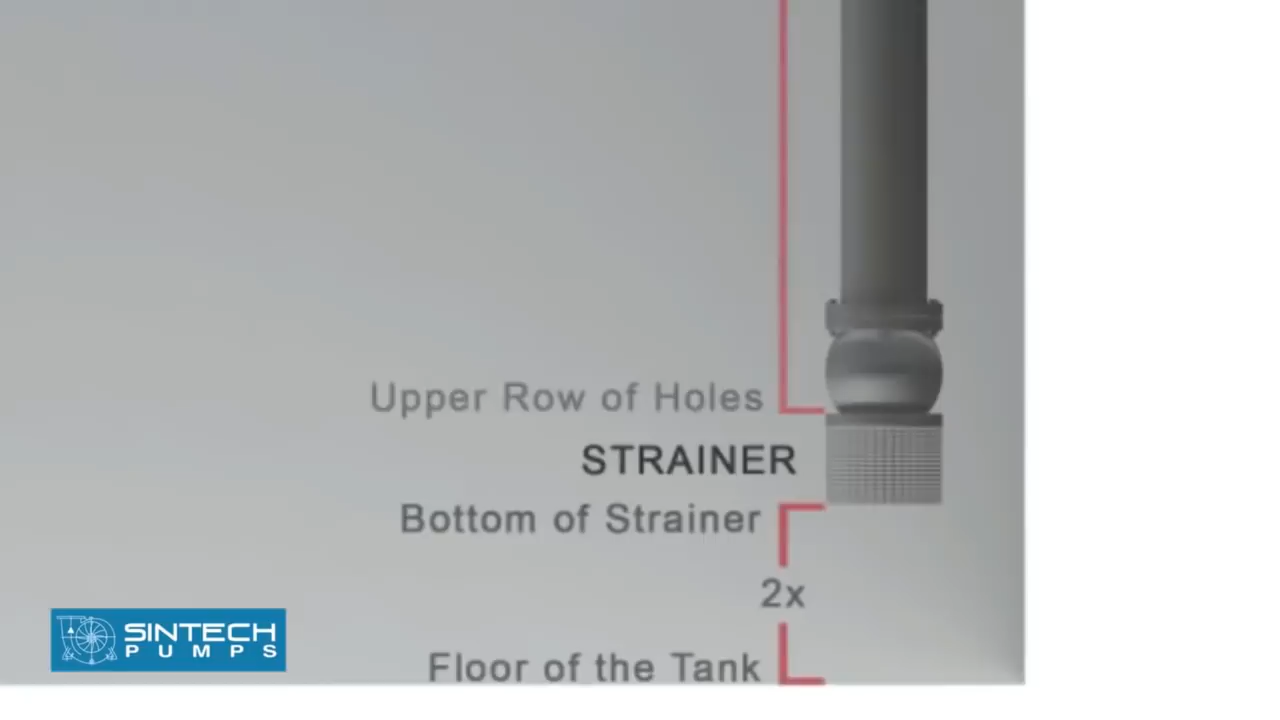 Upper Row of Holes
STRAINER
Bottom of Strainer
2x
Floor of the Tank
SINTECH
PUMPS